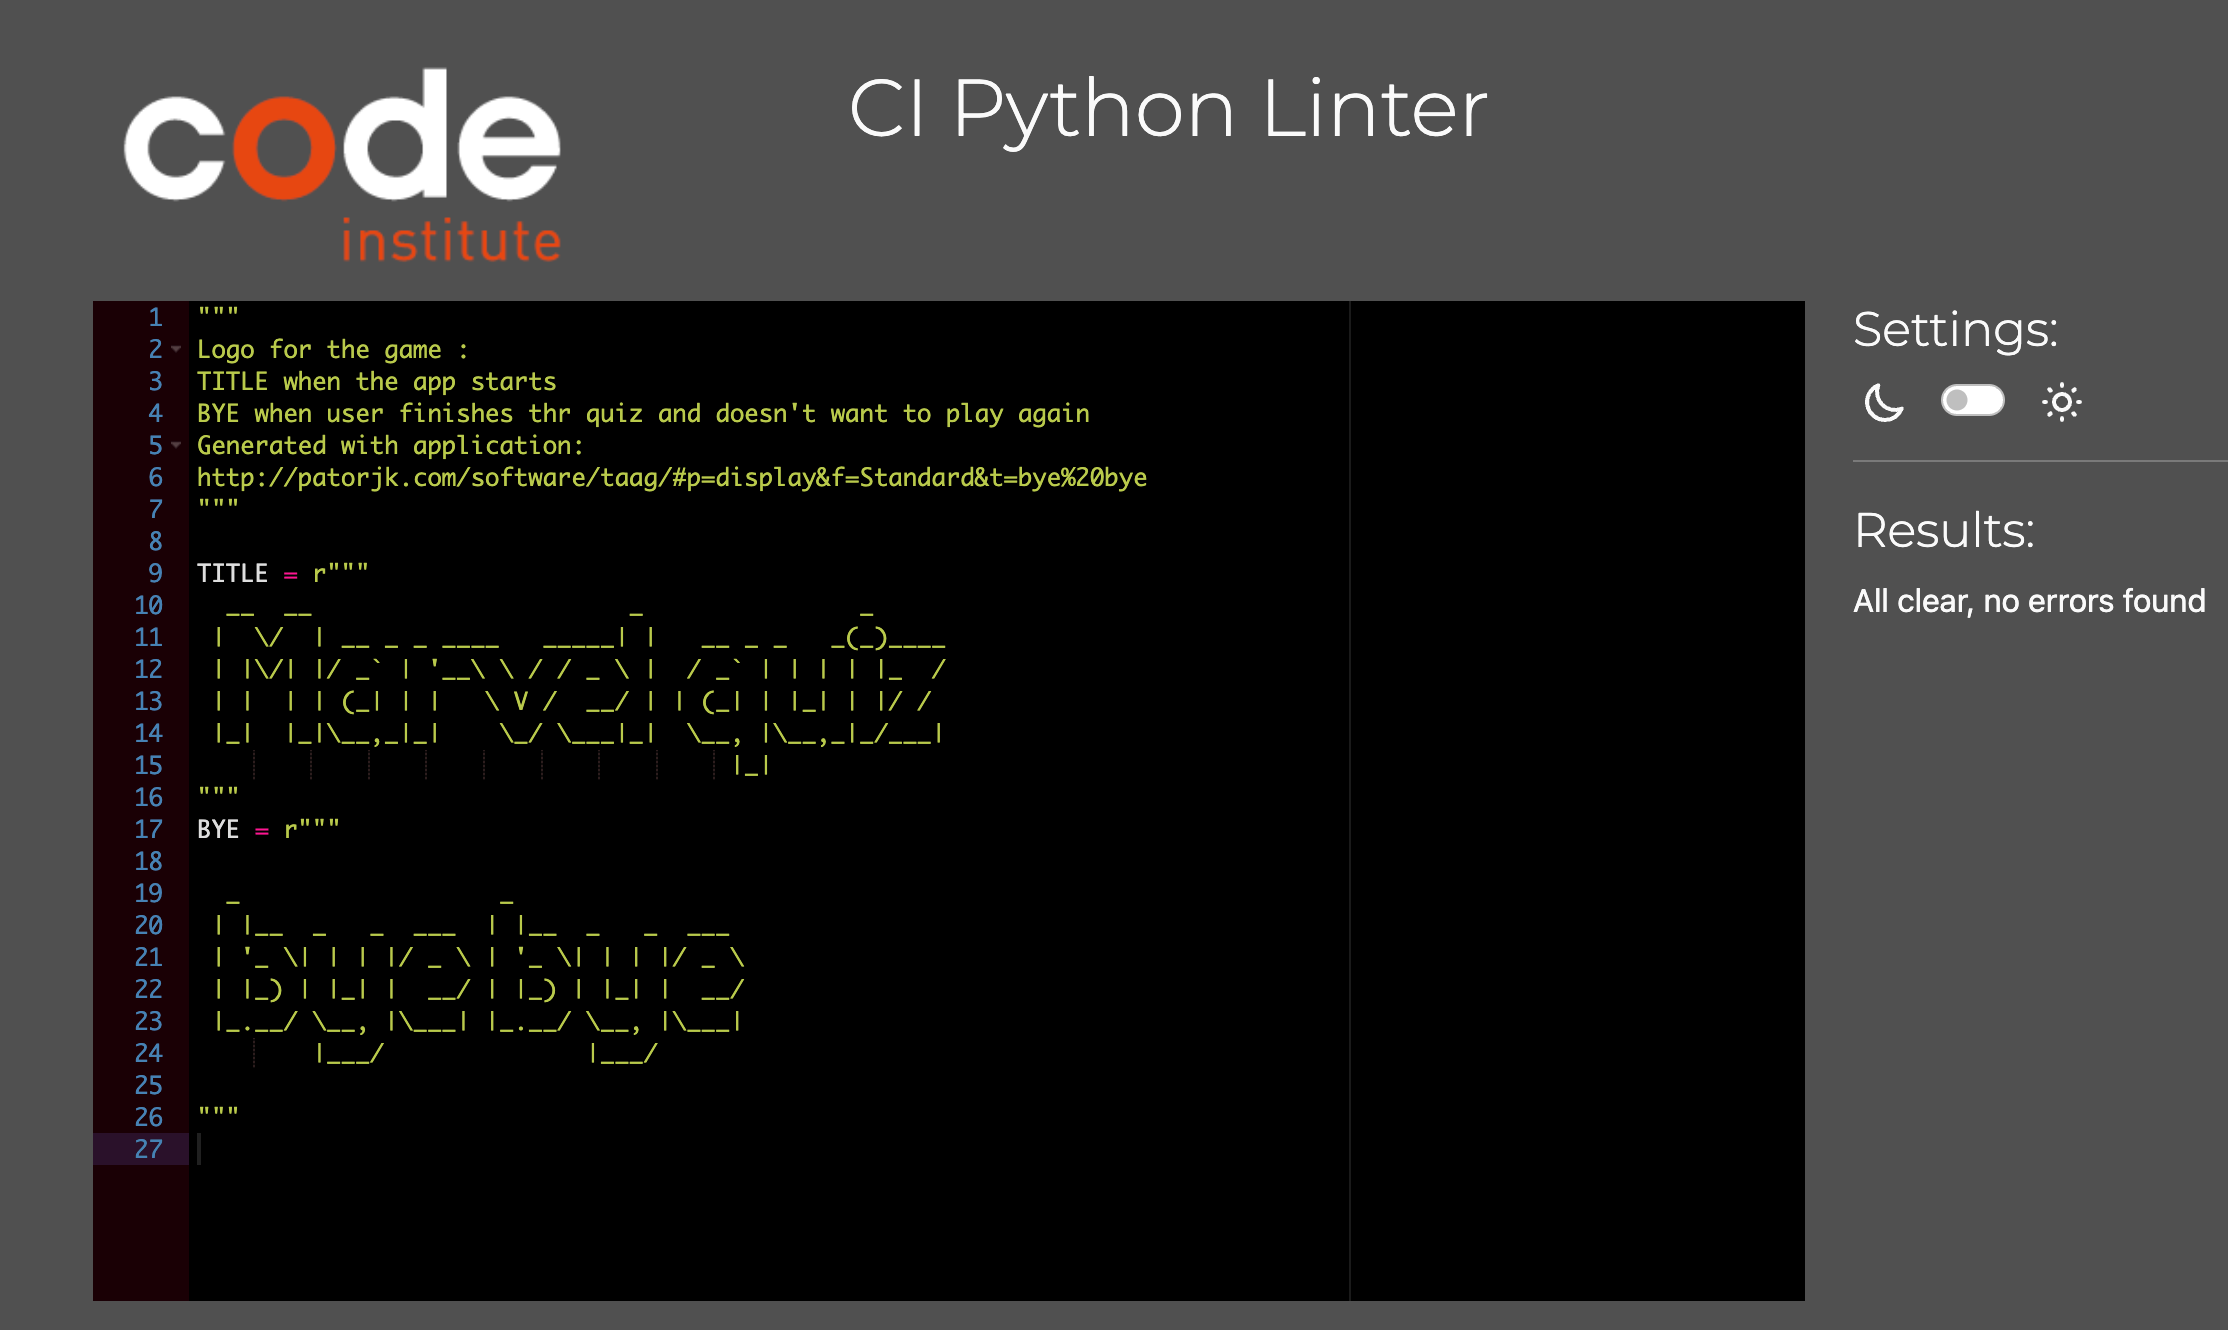 code
institute
CI Python Linter
Settings:
Results:
All clear, no errors found
1 """
2 Logo for the game :
3 TITLE when the app starts
4 BYE when user finishes thr quiz and doesn't want to play again
5 Generated with application:
6 http://patorjk.com/software/taag/#p=display&f=Standard&t=bye%20bye
7 """
8
9 TITLE = r"""
10   __  __                      _               _
11  |  \/  | __ _ _ ____   _____| |   __ _ _   _(_)____
12  | |\/| |/ _` | '__\ \ / / _ \ |  / _` | | | | |_  /
13  | |  | | (_| | |   \ V /  __/ | | (_| | |_| | |/ /
14  |_|  |_|\__,_|_|    \_/ \___|_|  \__, |\__,_|_/___|
15                                      |_|
16 """
17 BYE = r"""
18
19   _                  _
20  | |__  _   _  ___  | |__  _   _  ___
21  | '_ \| | | |/ _ \ | '_ \| | | |/ _ \
22  | |_) | |_| |  __/ | |_) | |_| |  __/
23  |_.__/ \__, |\___| |_.__/ \__, |\___|
24         |___/              |___/
25
26 """
27